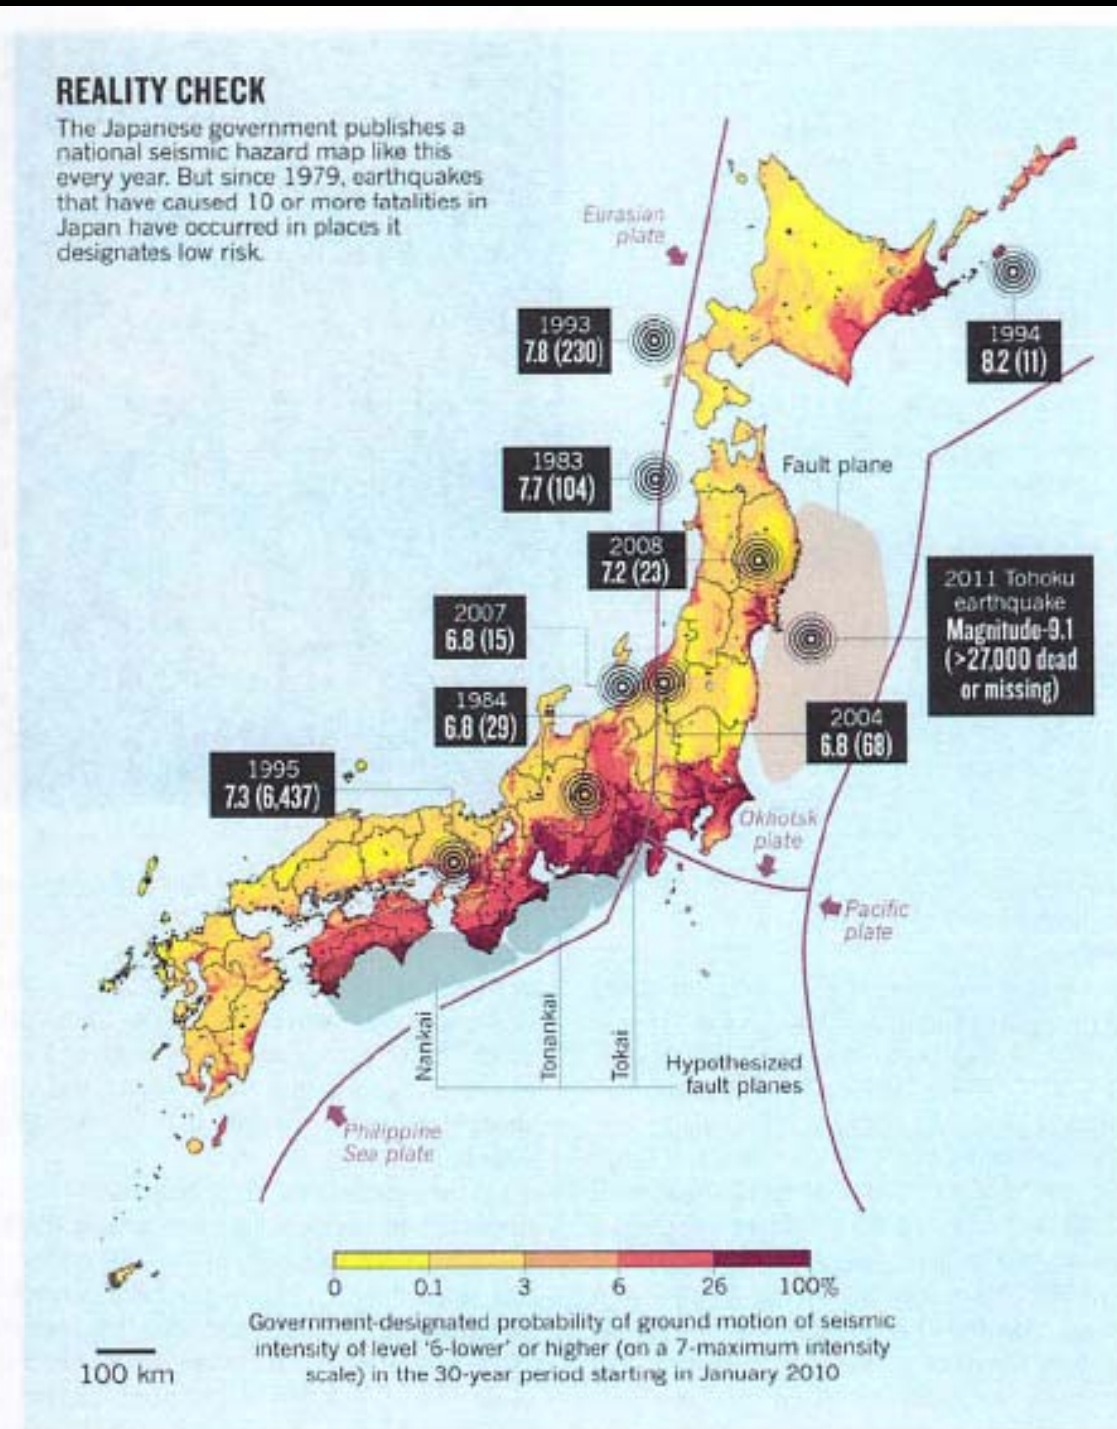 REALITY CHECK
The Japanese government publishes a
national seismic hazard map like this
every year. But since 1979, earthquakes
that have caused 10 or more fatalities in
Japan have occurred in places it
designates low risk.
Eurasian
plate
1993
7.8 (230)
1994
8.2 (11)
1983
7.7 (104)
Fault plane
2008
7.2 (23)
2011 Tohoku
earthquake
Magnitude-9.1
(>27,000 dead
or missing)
2007
6.8 (15)
1984
6.8 (29)
2004
6.8 (68)
1995
7.3 (6,437)
Okhotsk
plate
Pacific
plate
Nankai
Tonankai
Tokai
Hypothesized
fault planes
Philippine
Sea plate
0 0.1 3 6 26 100%
Government-designated probability of ground motion of seismic
intensity of level ‘6-lower’ or higher (on a 7-maximum intensity
scale) in the 30-year period starting in January 2010
100 km